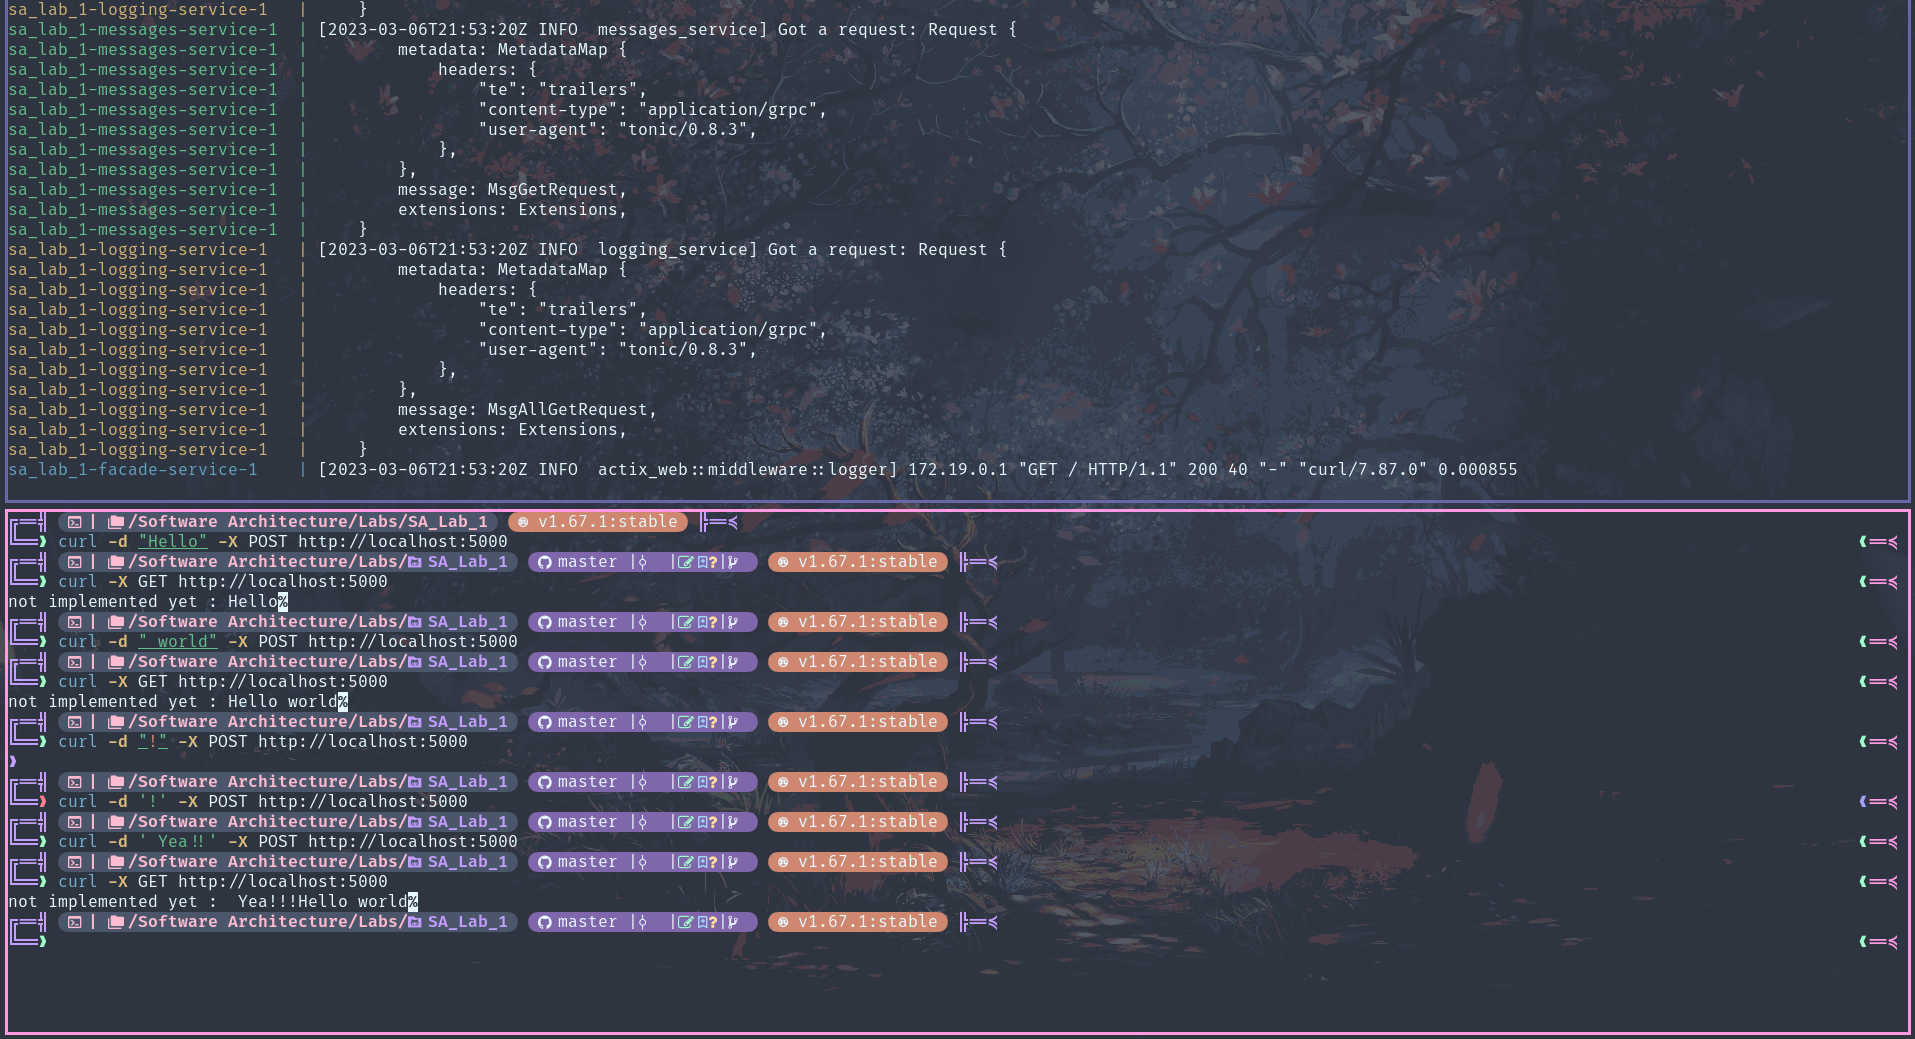 sa_lab_1-logging-service-1   |     }
sa_lab_1-messages-service-1  | [2023-03-06T21:53:20Z INFO  messages_service] Got a request: Request {
sa_lab_1-messages-service-1  |         metadata: MetadataMap {
sa_lab_1-messages-service-1  |             headers: {
sa_lab_1-messages-service-1  |                 "te": "trailers",
sa_lab_1-messages-service-1  |                 "content-type": "application/grpc",
sa_lab_1-messages-service-1  |                 "user-agent": "tonic/0.8.3",
sa_lab_1-messages-service-1  |             },
sa_lab_1-messages-service-1  |         },
sa_lab_1-messages-service-1  |         message: MsgGetRequest,
sa_lab_1-messages-service-1  |         extensions: Extensions,
sa_lab_1-messages-service-1  |     }
sa_lab_1-logging-service-1   | [2023-03-06T21:53:20Z INFO  logging_service] Got a request: Request {
sa_lab_1-logging-service-1   |         metadata: MetadataMap {
sa_lab_1-logging-service-1   |             headers: {
sa_lab_1-logging-service-1   |                 "te": "trailers",
sa_lab_1-logging-service-1   |                 "content-type": "application/grpc",
sa_lab_1-logging-service-1   |                 "user-agent": "tonic/0.8.3",
sa_lab_1-logging-service-1   |             },
sa_lab_1-logging-service-1   |         },
sa_lab_1-logging-service-1   |         message: MsgAllGetRequest,
sa_lab_1-logging-service-1   |         extensions: Extensions,
sa_lab_1-logging-service-1   |     }
sa_lab_1-facade-service-1    | [2023-03-06T21:53:20Z INFO  actix_web::middleware::logger] 172.19.0.1 "GET / HTTP/1.1" 200 40 "-" "curl/7.87.0" 0.000855
| /Software Architecture/Labs/SA_Lab_1 v1.67.1:stable
curl -d "Hello" -X POST http://localhost:5000
| /Software Architecture/Labs/ SA_Lab_1 master | |? | v1.67.1:stable
curl -X GET http://localhost:5000
not implemented yet : Hello%
| /Software Architecture/Labs/ SA_Lab_1 master | |? | v1.67.1:stable
curl -d " world" -X POST http://localhost:5000
| /Software Architecture/Labs/ SA_Lab_1 master | |? | v1.67.1:stable
curl -X GET http://localhost:5000
not implemented yet : Hello world%
| /Software Architecture/Labs/ SA_Lab_1 master | |? | v1.67.1:stable
curl -d "!" -X POST http://localhost:5000
| /Software Architecture/Labs/ SA_Lab_1 master | |? | v1.67.1:stable
curl -d '!' -X POST http://localhost:5000
| /Software Architecture/Labs/ SA_Lab_1 master | |? | v1.67.1:stable
curl -d ' Yea!!' -X POST http://localhost:5000
| /Software Architecture/Labs/ SA_Lab_1 master | |? | v1.67.1:stable
curl -X GET http://localhost:5000
not implemented yet :  Yea!!!Hello world%
| /Software Architecture/Labs/ SA_Lab_1 master | |? | v1.67.1:stable